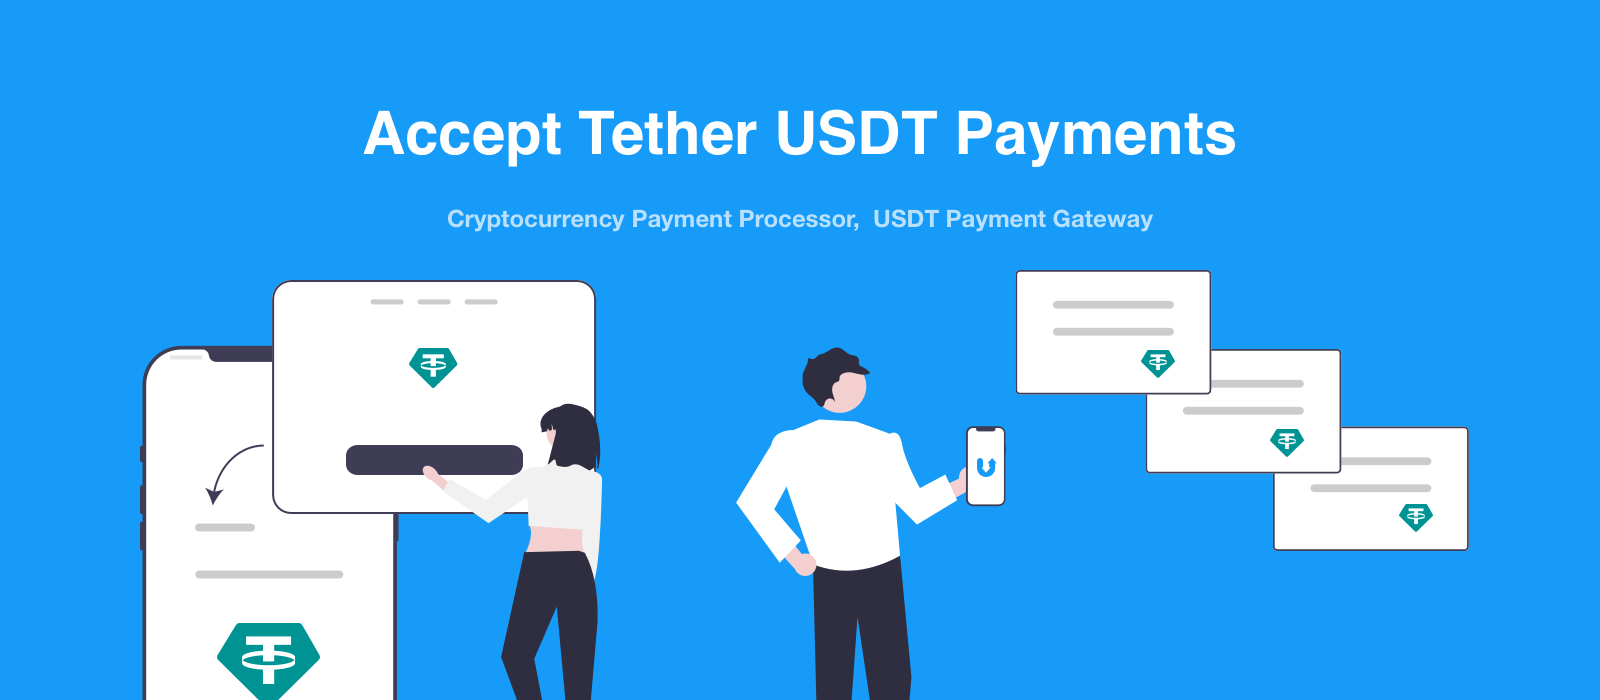 Accept Tether USDT Payments
Cryptocurrency Payment Processor,  USDT Payment Gateway